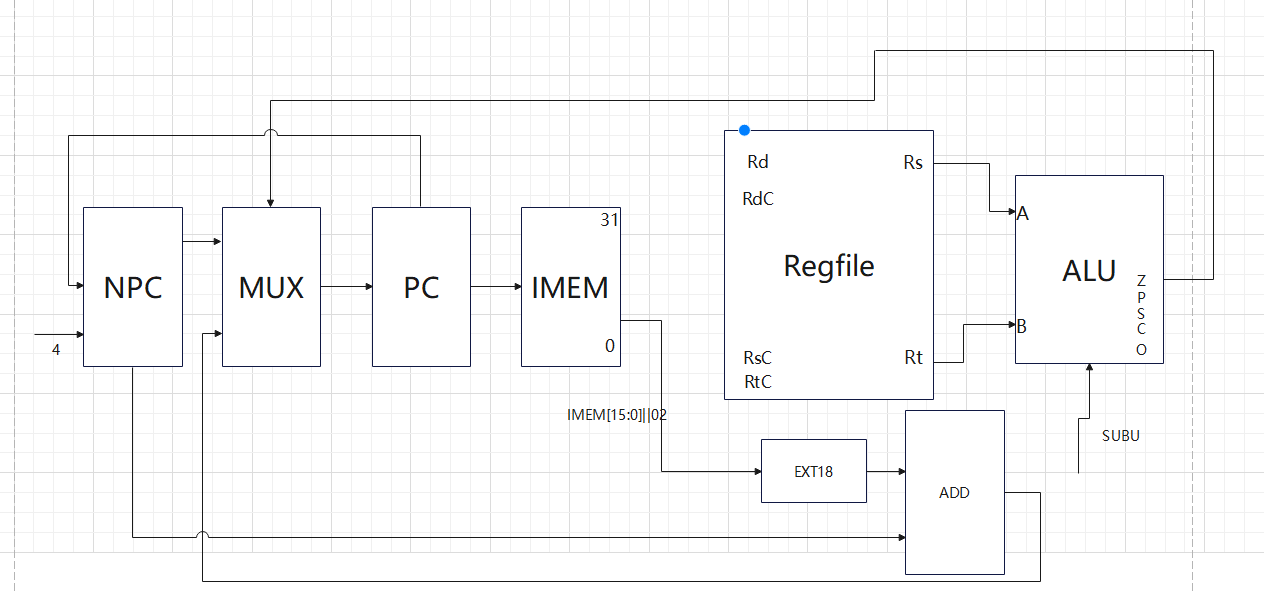 NPC
4
MUX
PC
31
IMEM
0
IMEM[15:0]||02
Rd
Rs
RdC
Regfile
RsC
Rt
RtC
A
ALU
B
Z
P
S
C
O
SUBU
EXT18
ADD